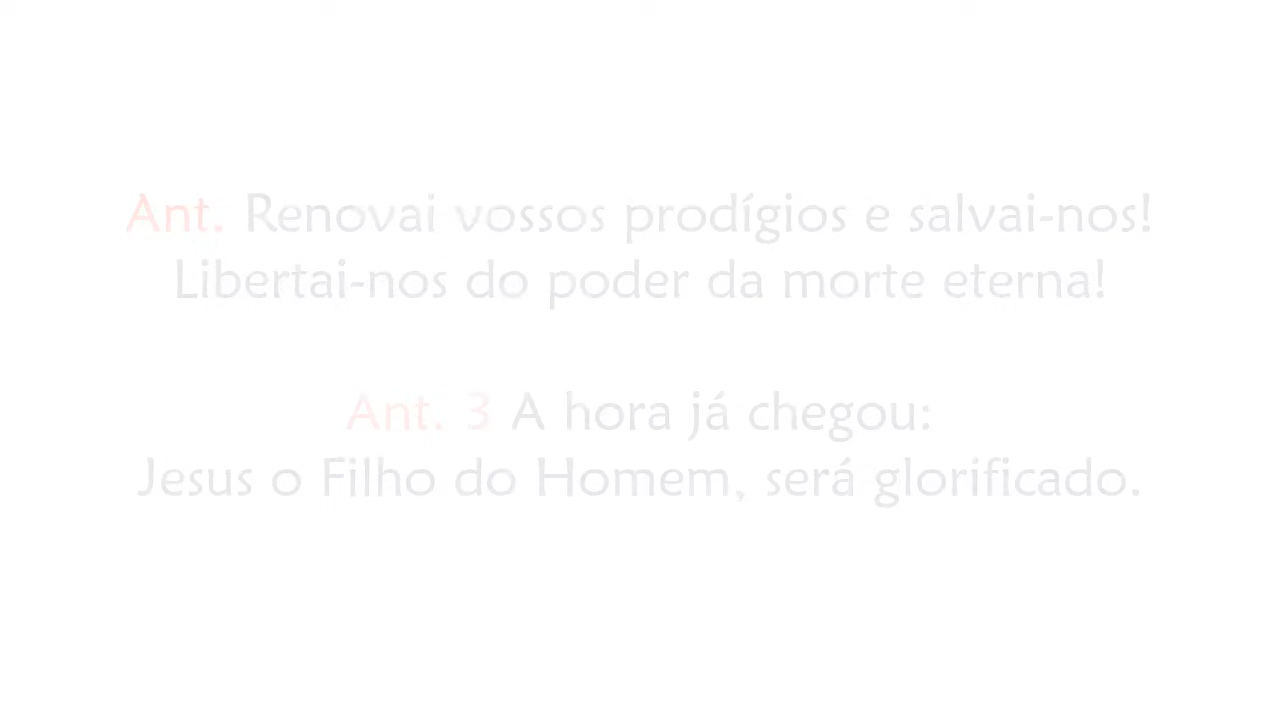 Ant. Renovai vossos prodígios e salvai-nos!
Libertai-nos do poder da morte eterna!
Ant. 3 A hora já chegou:
Jesus o Filho do Homem, será glorificado.